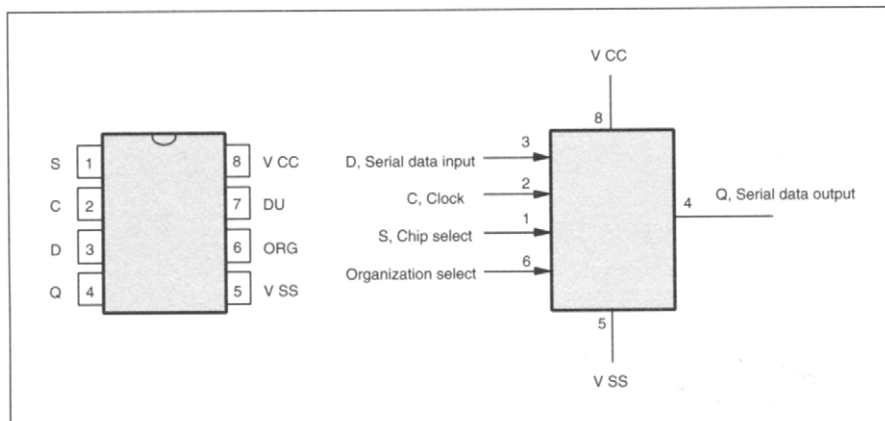 S 1 8 V CC
C 2 7 DU
D 3 6 ORG
Q 4 5 V SS
V CC
8
D, Serial data input 3
C, Clock 2
S, Chip select 1
Organization select 6
4 Q, Serial data output
5
V SS